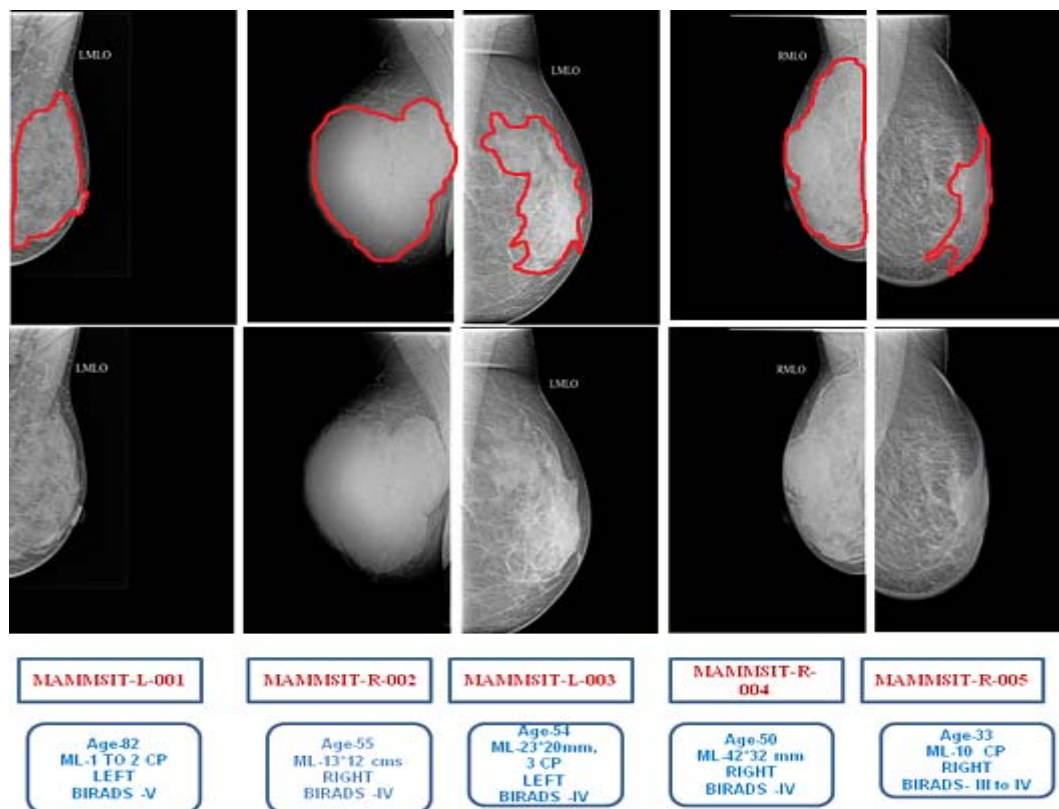 LMLO
LMLO
RMLO
LMLO
LMLO
RMLO
MAMMSIT-L-001
MAMMSIT-R-002
MAMMSIT-L-003
MAMMSIT-R-
004
MAMMSIT-R-005
Age-82
ML-1 TO 2 CP
LEFT
BIRADS -V
Age-55
ML-13*12 cms
RIGHT
BIRADS -IV
Age-54
ML-23*20mm,
3 CP
LEFT
BIRADS -IV
Age-50
ML-42*32 mm
RIGHT
BIRADS -IV
Age-33
ML-10 CP
RIGHT
BIRADS- III to IV